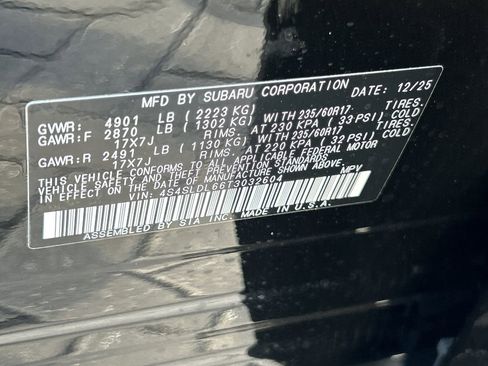 MFD. BY SUBARU CORPORATION DATE: 12/25
GVWR: 4901 LB (2223 KG)
GAWR:F 2870 LB (1302 KG) WITH 235/60R17 TIRES.
17X7J RIMS. AT 230 KPA (33 PSI) COLD
GAWR:R 2491 LB (1130 KG) WITH 235/60R17 TIRES.
17X7J RIMS. AT 220 KPA (32 PSI) COLD
THIS VEHICLE CONFORMS TO ALL APPLICABLE FEDERAL MOTOR
VEHICLE SAFETY AND THEFT PREVENTION STANDARDS
IN EFFECT ON THE DATE OF MANUFACTURE SHOWN ABOVE.
VIN: 4S4SLDL66T3032604 MPV
ASSEMBLED BY SIA INC. MADE IN U.S.A.